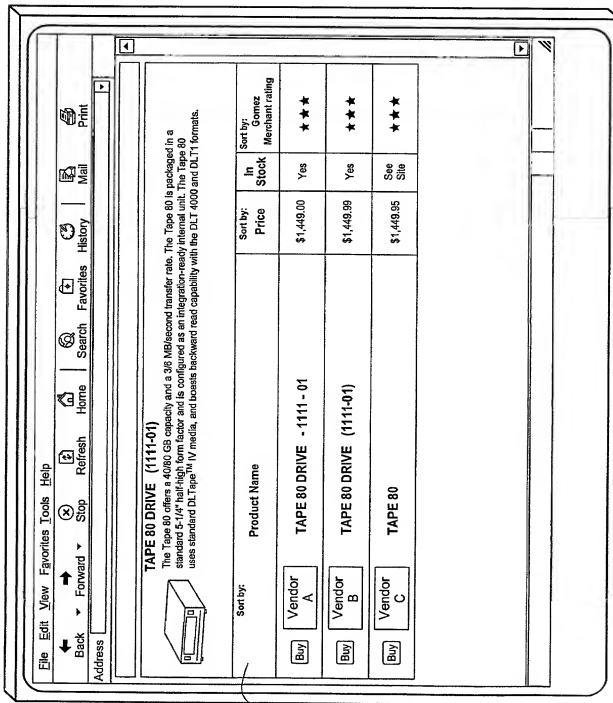 File Edit View Favorites Tools Help
Back Forward Stop Refresh Home Search Favorites History Mail Print
Address
TAPE 80 DRIVE (1111-01)
The Tape 80 offers a 40/80 GB capacity and a 3/6 MB/second transfer rate. The Tape 80 is packaged in a
standard 5-1/4" half-high form factor and is configured as an integration-ready internal unit. The Tape 80
uses standard DLTape™ IV media, and boasts backward read capability with the DLT 4000 and DLT1 formats.
Sort by: Product Name Sort by: Price In Stock Sort by: Gomez Merchant rating
Buy Vendor A TAPE 80 DRIVE - 1111 - 01 $1,449.00 Yes ★★★
Buy Vendor B TAPE 80 DRIVE (1111-01) $1,449.99 Yes ★★★
Buy Vendor C TAPE 80 $1,449.95 See Site ★★★